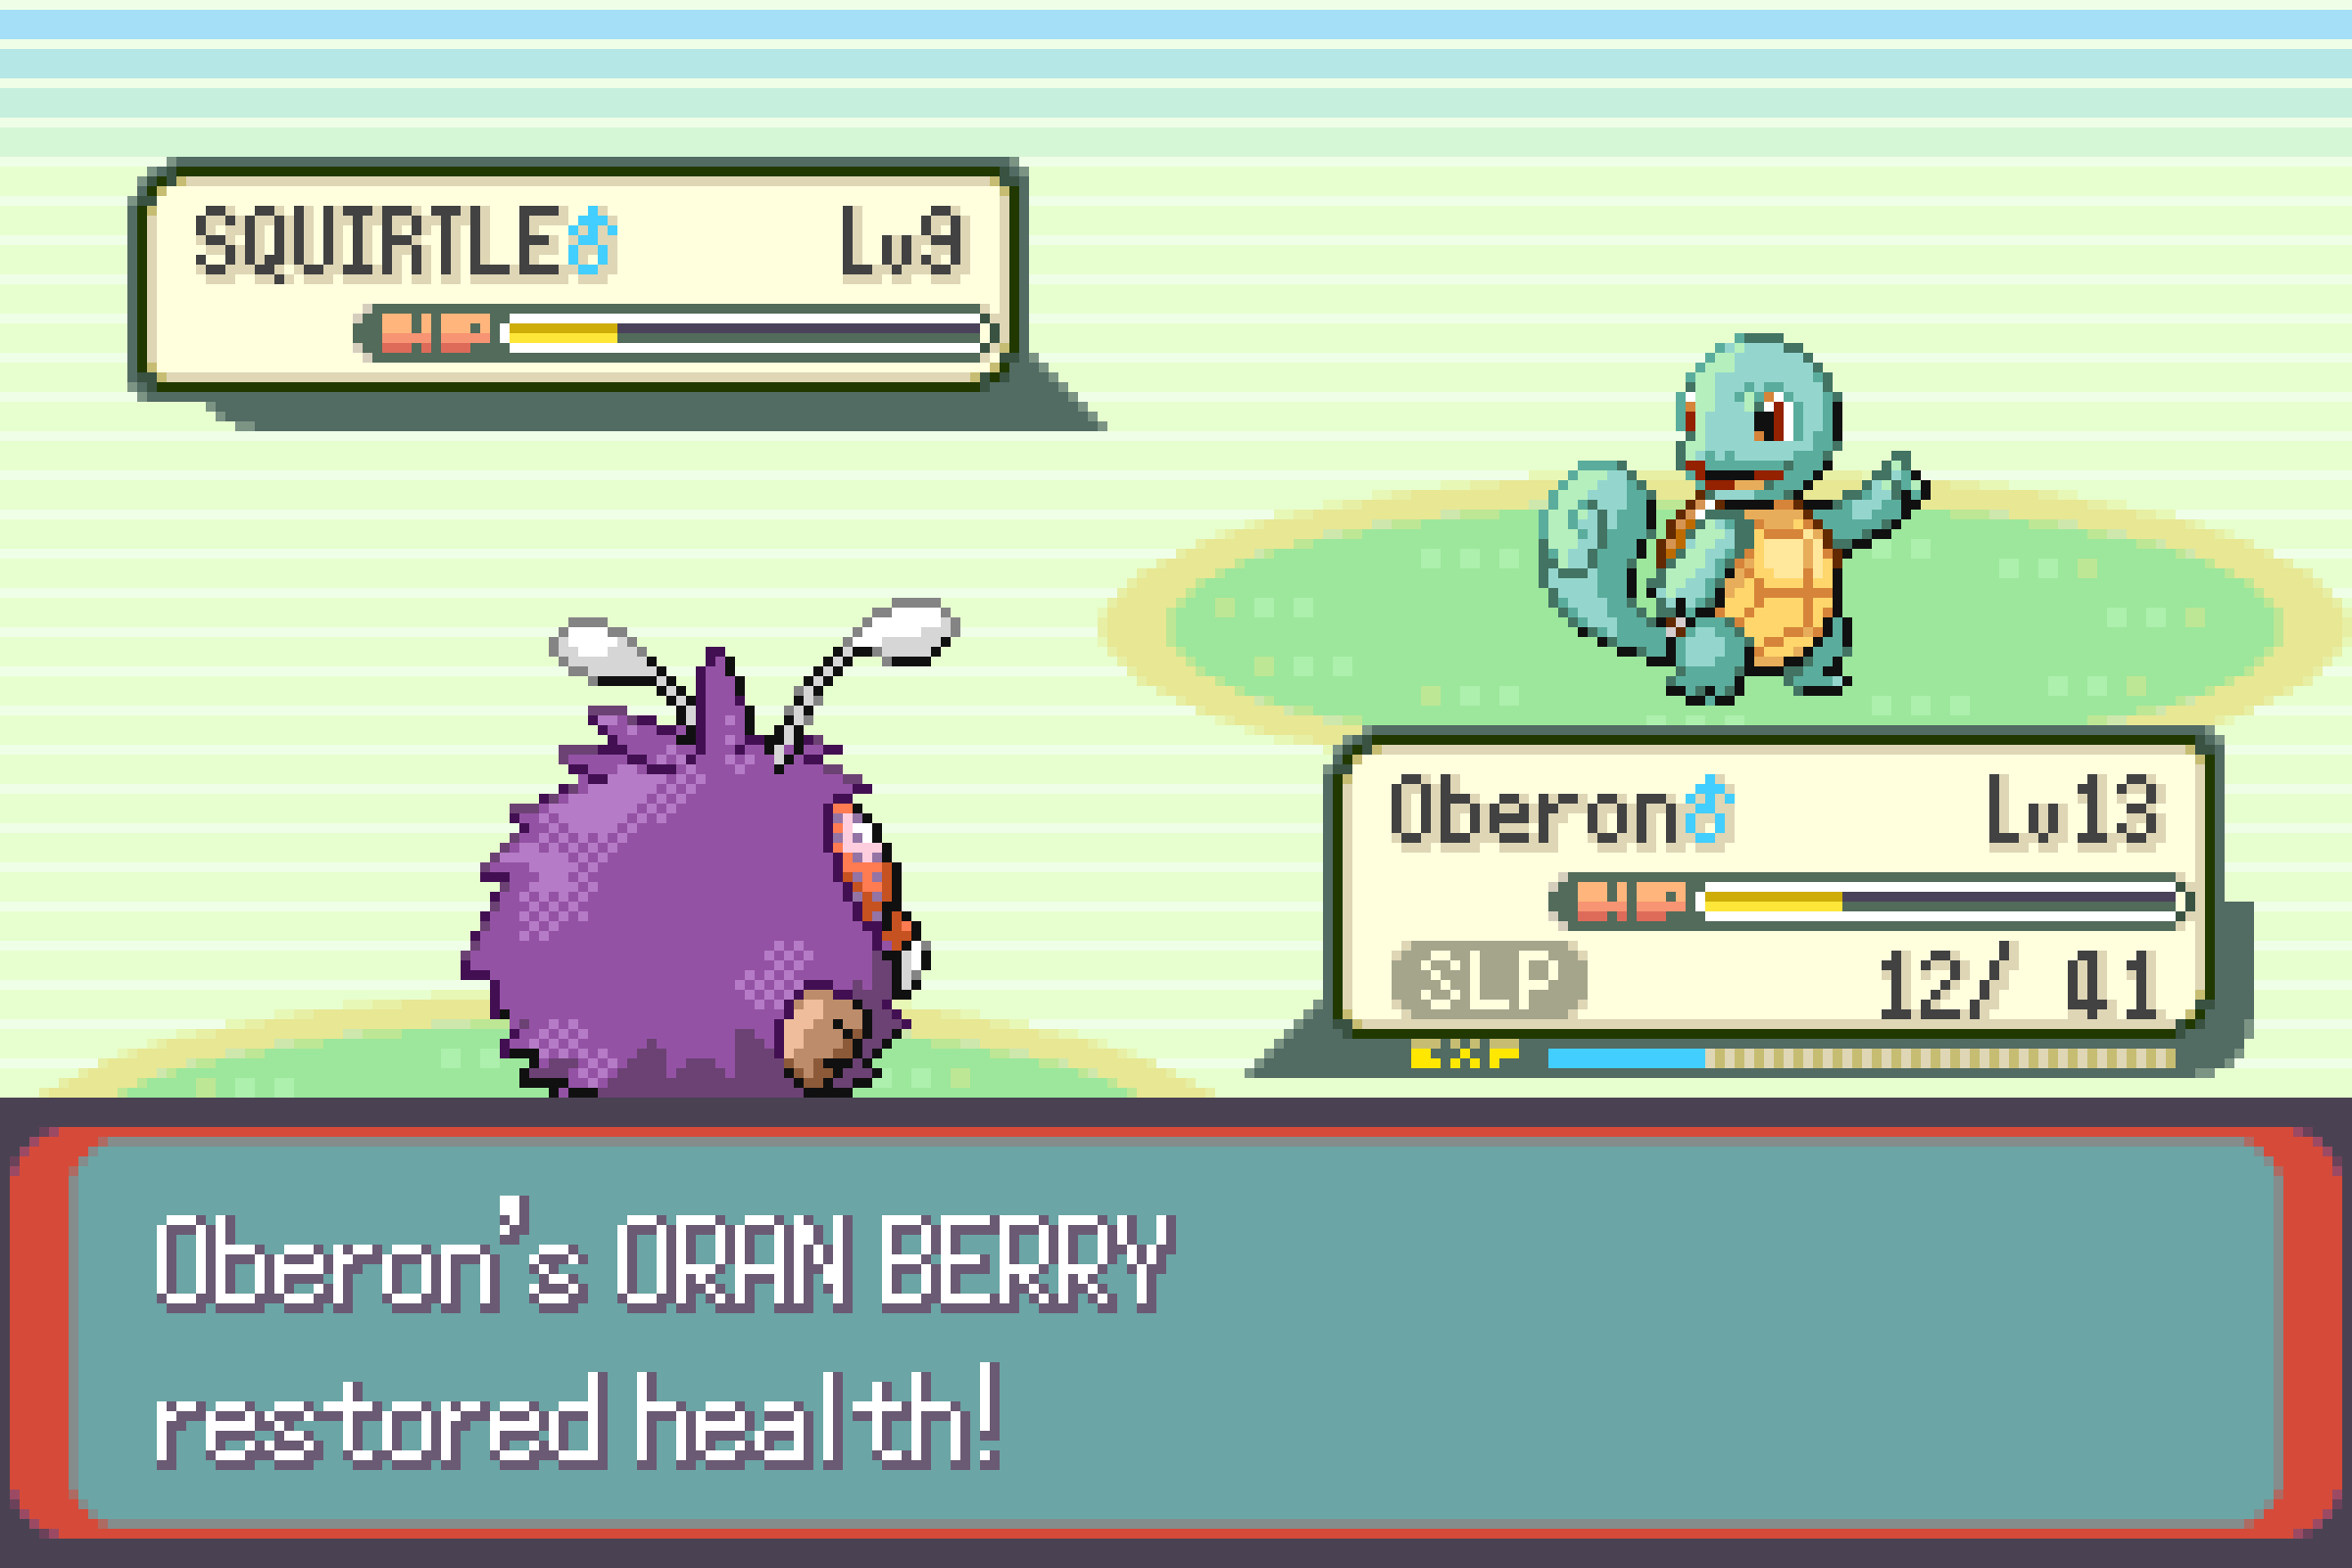 SQUIRTLE♂ Lv9
HP
Oberon♂ Lv13
HP
SLP 12/ 41
EXP
Oberon's ORAN BERRY
restored health!